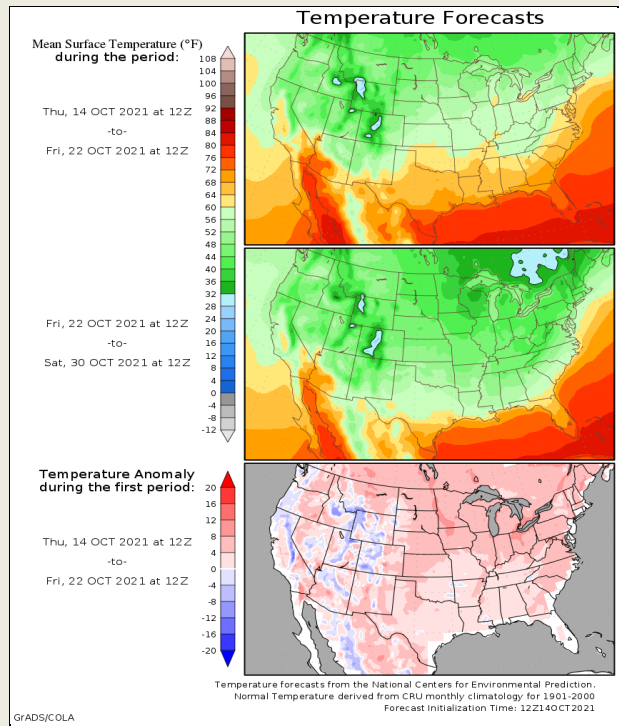 Temperature Forecasts
Mean Surface Temperature (°F)
during the period:
Thu, 14 OCT 2021 at 12Z
-to-
Fri, 22 OCT 2021 at 12Z
108
104
100
96
92
88
84
80
76
72
68
64
60
56
52
48
44
40
36
32
28
24
20
16
12
8
4
0
-4
-8
-12
Fri, 22 OCT 2021 at 12Z
-to-
Sat, 30 OCT 2021 at 12Z
Temperature Anomaly
during the first period:
Thu, 14 OCT 2021 at 12Z
-to-
Fri, 22 OCT 2021 at 12Z
20
16
12
8
4
0
-4
-8
-12
-16
-20
Temperature forecasts from the National Centers for Environmental Prediction.
Normal Temperature derived from CRU monthly climatology for 1901-2000
Forecast Initialization Time: 12Z14OCT2021
GrADS/COLA